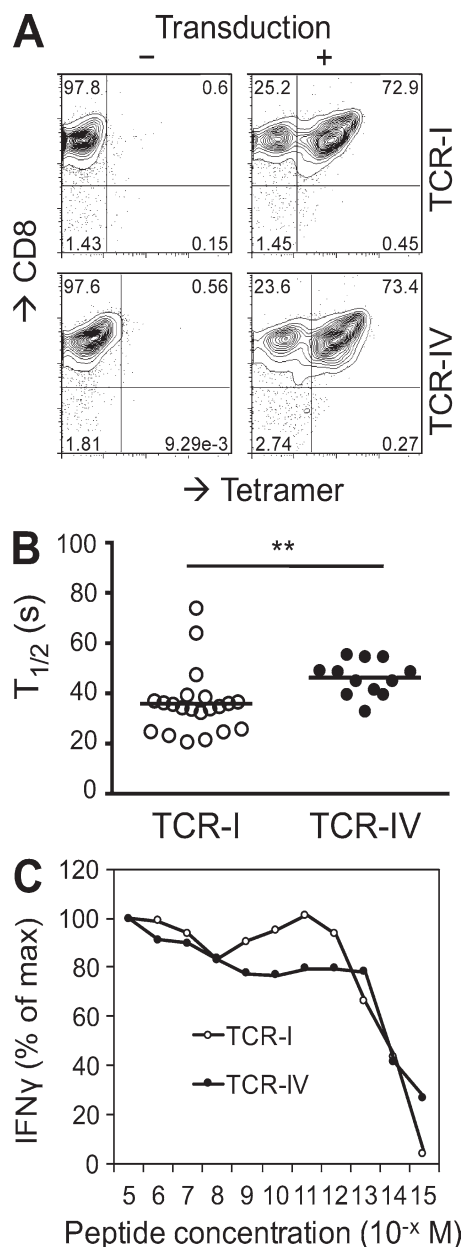 A
Transduction
− +
97.8 0.6 25.2 72.9
1.43 0.15 1.45 0.45
TCR-I
97.6 0.56 23.6 73.4
1.81 9.29e-3 2.74 0.27
TCR-IV
→ CD8
→ Tetramer
B
**
T1/2 (s)
100
80
60
40
20
0
TCR-I TCR-IV
C
IFNγ (% of max)
120
100
80
60
40
20
0
TCR-I
TCR-IV
5 6 7 8 9 10 11 12 13 14 15
Peptide concentration (10-x M)